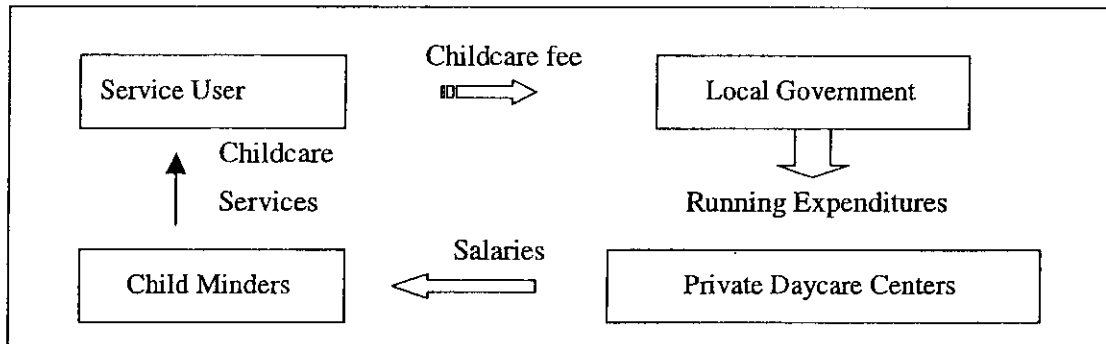 Childcare fee
Service User
Local Government
Childcare
Services
Running Expenditures
Salaries
Child Minders
Private Daycare Centers